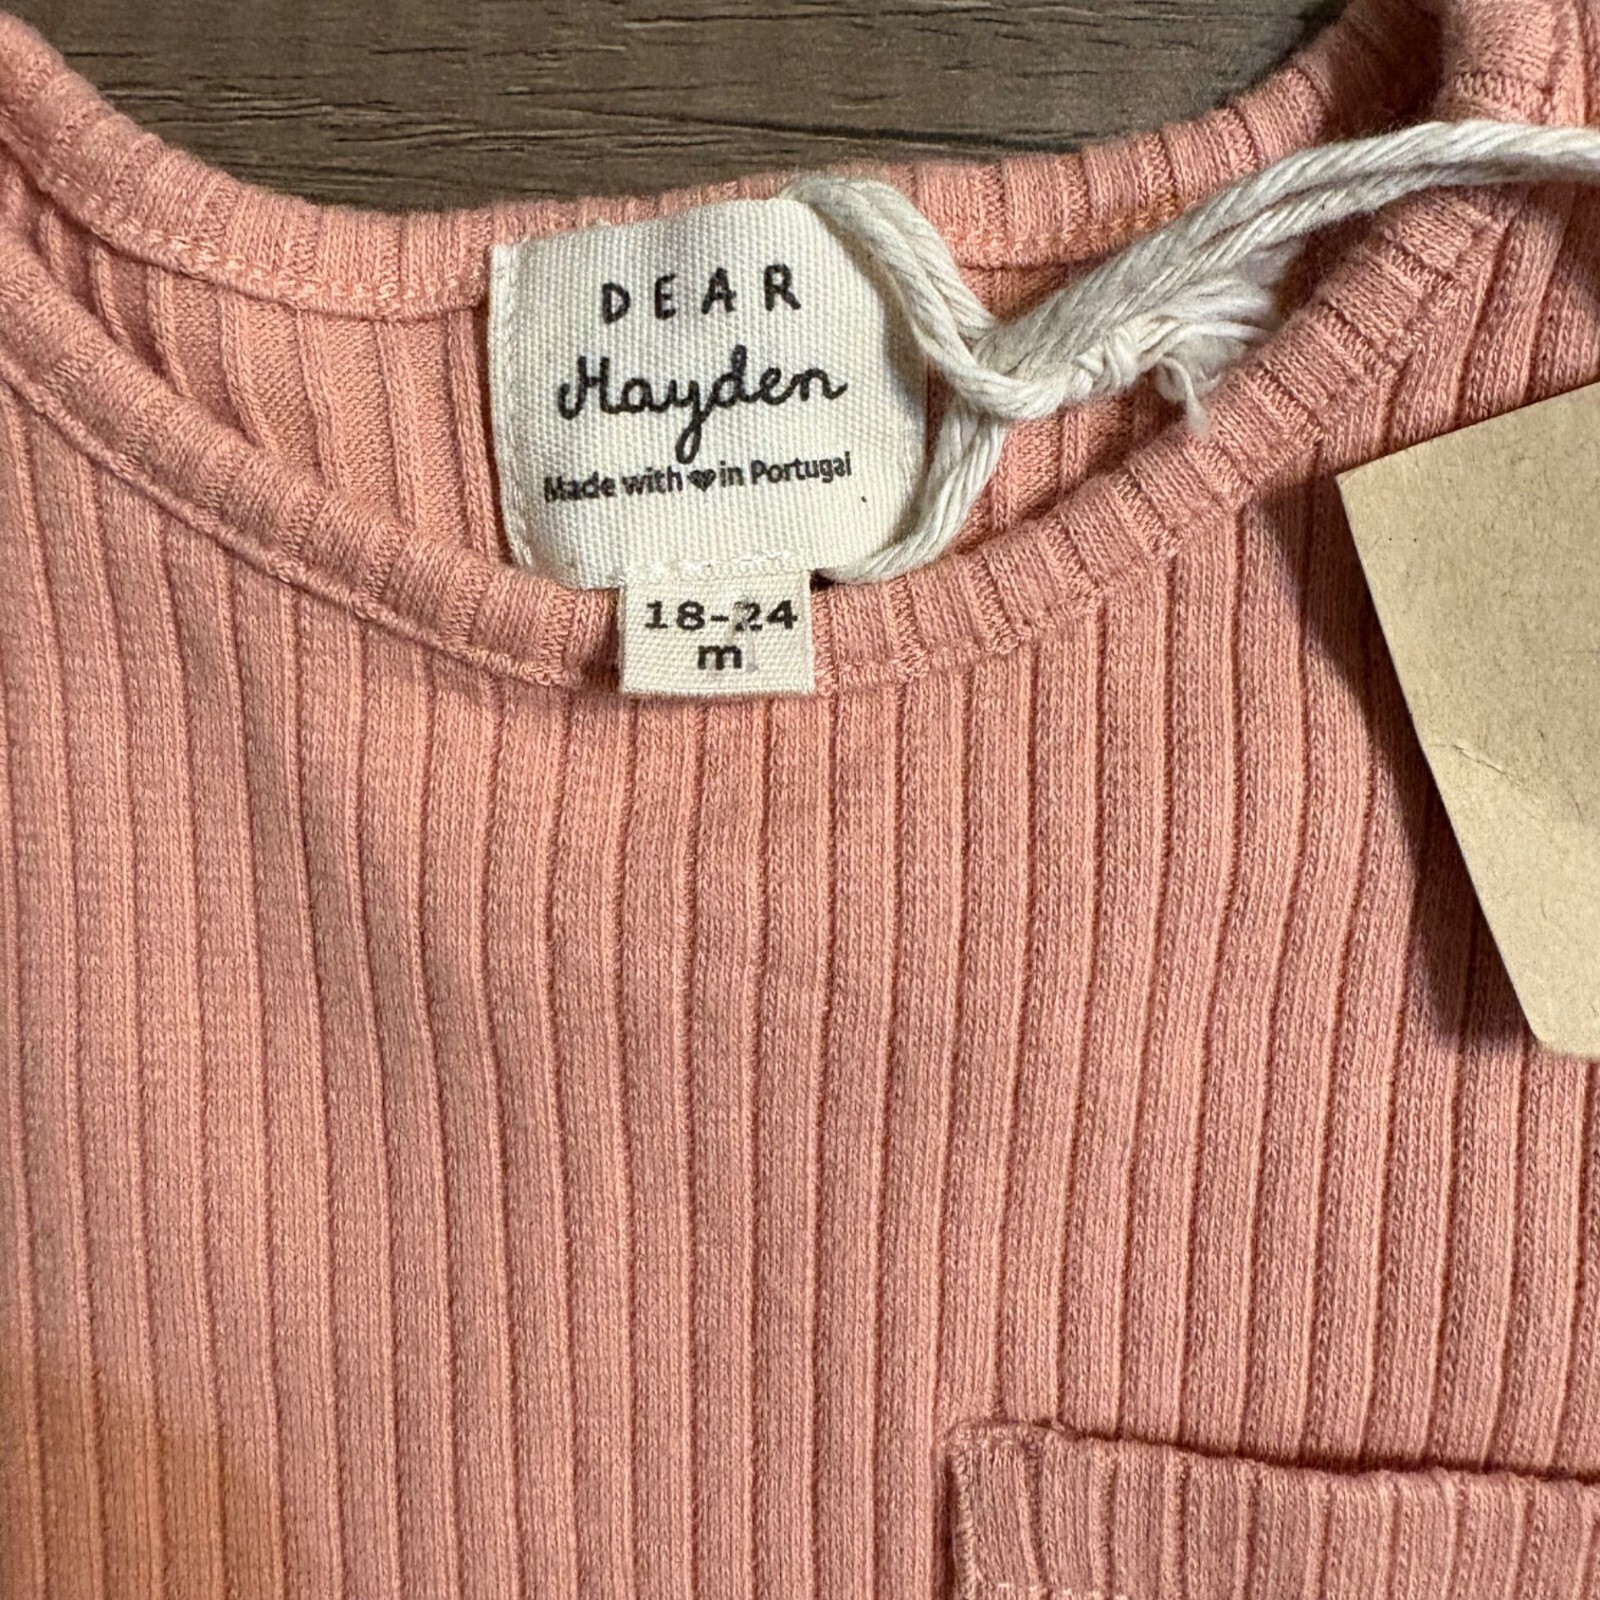 DEAR
Hayden
Made with ♥ in Portugal
18-24
m